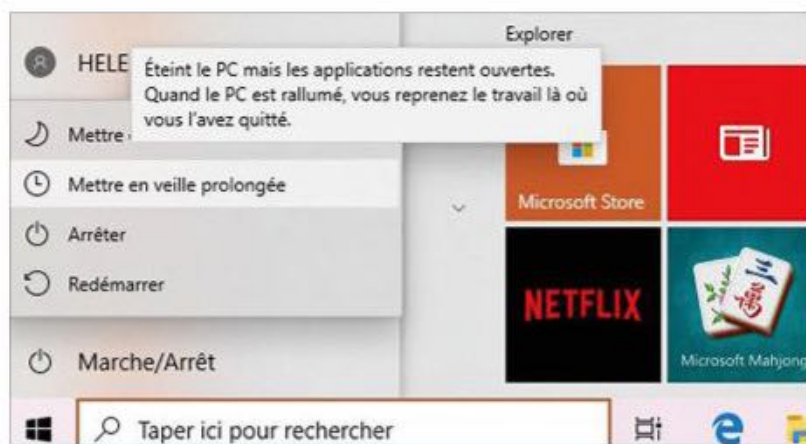 Explorer
HELE
Éteint le PC mais les applications restent ouvertes.
Quand le PC est rallumé, vous reprenez le travail là où
vous l'avez quitté.
Mettre
Mettre en veille prolongée
Microsoft Store
Arrêter
Redémarrer
NETFLIX
三
萬
Marche/Arrêt
Microsoft Mahjong
Taper ici pour rechercher